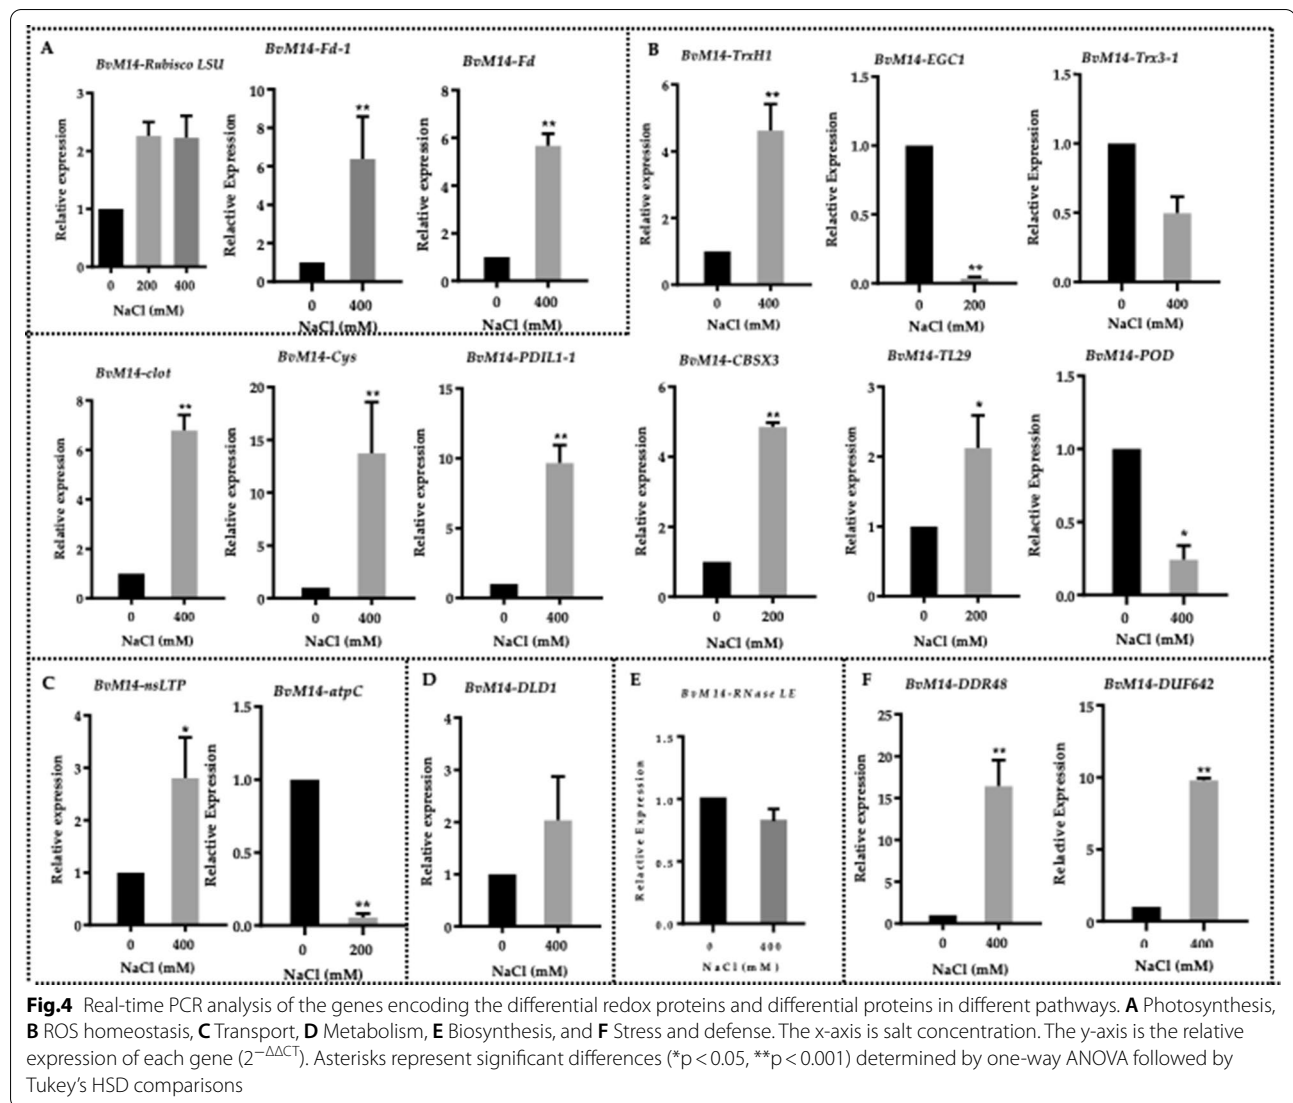 A
BvM14-Rubisco LSU
Relative expression
3
2
1
0
0 200 400
NaCl (mM)
BvM14-Fd-1
Relactive Expression
10
8
6
4
2
0
**
0 400
NaCl (mM)
BvM14-Fd
Relative expression
8
6
4
2
0
**
0 400
NaCl (mM)
B
BvM14-TrxH1
Relative expression
6
4
2
0
**
0 400
NaCl (mM)
BvM14-EGC1
Relactive Expression
1.5
1.0
0.5
0.0
**
0 200
NaCl (mM)
BvM14-Trx3-1
Relactive Expression
1.5
1.0
0.5
0.0
0 400
NaCl (mM)
BvM14-clot
Relative expression
8
6
4
2
0
**
0 400
NaCl (mM)
BvM14-Cys
Relative expression
20
15
10
5
0
**
0 400
NaCl (mM)
BvM14-PDIL1-1
Relative expression
15
10
5
0
**
0 400
NaCl (mM)
BvM14-CBSX3
Relative expression
6
4
2
0
**
0 200
NaCl (mM)
BvM14-TL29
Relative expression
3
2
1
0
*
0 200
NaCl (mM)
BvM14-POD
Relactive Expression
1.5
1.0
0.5
0.0
*
0 400
NaCl (mM)
C
BvM14-nsLTP
Relative expression
4
3
2
1
0
*
0 400
NaCl (mM)
BvM14-atpC
Relactive Expression
1.5
1.0
0.5
0.0
**
0 200
NaCl (mM)
D
BvM14-DLD1
Relative expression
4
3
2
1
0
0 400
NaCl (mM)
E
BvM14-RNase LE
Relactive Expression
1.5
1.0
0.5
0.0
0 400
NaCl (mM)
F
BvM14-DDR48
Relative expression
25
20
15
10
5
0
**
0 400
NaCl (mM)
BvM14-DUF642
Relactive Expression
15
10
5
0
**
0 400
NaCl (mM)
Fig.4 Real-time PCR analysis of the genes encoding the differential redox proteins and differential proteins in different pathways. A Photosynthesis,
B ROS homeostasis, C Transport, D Metabolism, E Biosynthesis, and F Stress and defense. The x-axis is salt concentration. The y-axis is the relative
expression of each gene (2−ΔΔCT). Asterisks represent significant differences (*p < 0.05, **p < 0.001) determined by one-way ANOVA followed by
Tukey's HSD comparisons